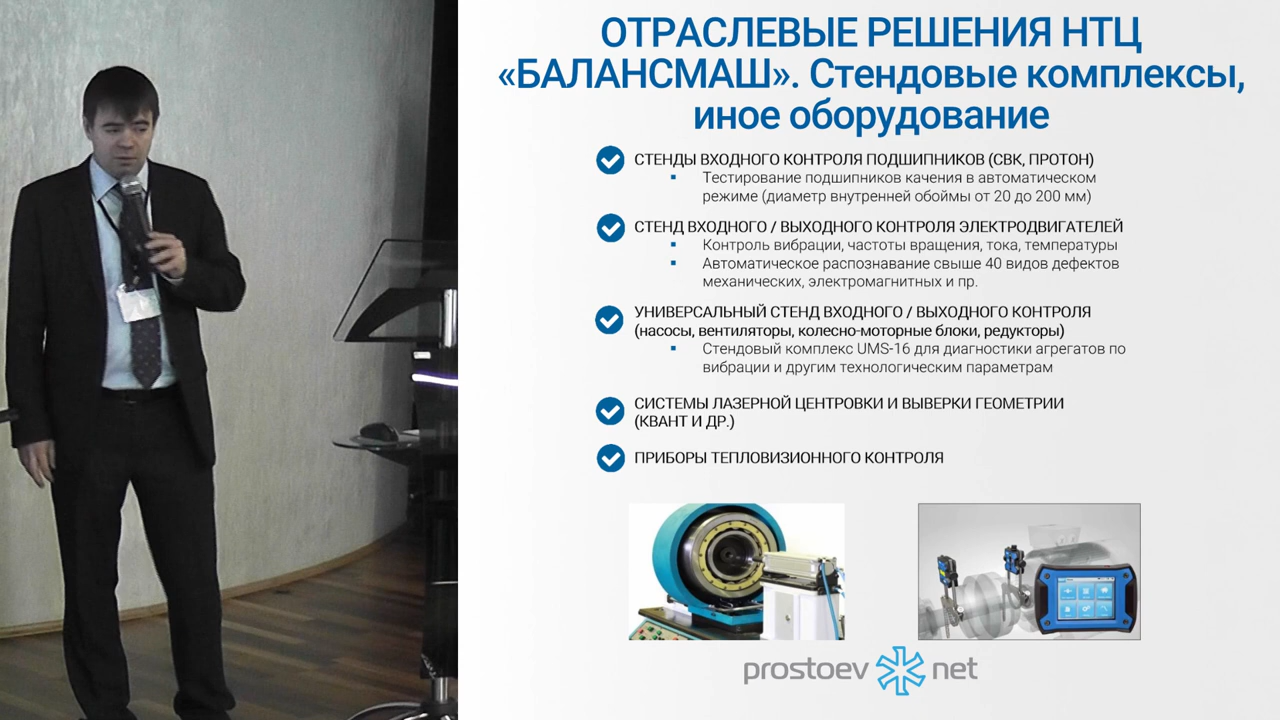 ОТРАСЛЕВЫЕ РЕШЕНИЯ НТЦ
«БАЛАНСМАШ». Стендовые комплексы,
иное оборудование
СТЕНДЫ ВХОДНОГО КОНТРОЛЯ ПОДШИПНИКОВ (СВК, ПРОТОН)
Тестирование подшипников качения в автоматическом
режиме (диаметр внутренней обоймы от 20 до 200 мм)
СТЕНД ВХОДНОГО / ВЫХОДНОГО КОНТРОЛЯ ЭЛЕКТРОДВИГАТЕЛЕЙ
Контроль вибрации, частоты вращения, тока, температуры
Автоматическое распознавание свыше 40 видов дефектов
механических, электромагнитных и пр.
УНИВЕРСАЛЬНЫЙ СТЕНД ВХОДНОГО / ВЫХОДНОГО КОНТРОЛЯ
(насосы, вентиляторы, колесно-моторные блоки, редукторы)
Стендовый комплекс UMS-16 для диагностики агрегатов по
вибрации и другим технологическим параметрам
СИСТЕМЫ ЛАЗЕРНОЙ ЦЕНТРОВКИ И ВЫВЕРКИ ГЕОМЕТРИИ
(КВАНТ И ДР.)
ПРИБОРЫ ТЕПЛОВИЗИОННОГО КОНТРОЛЯ
prostoev net